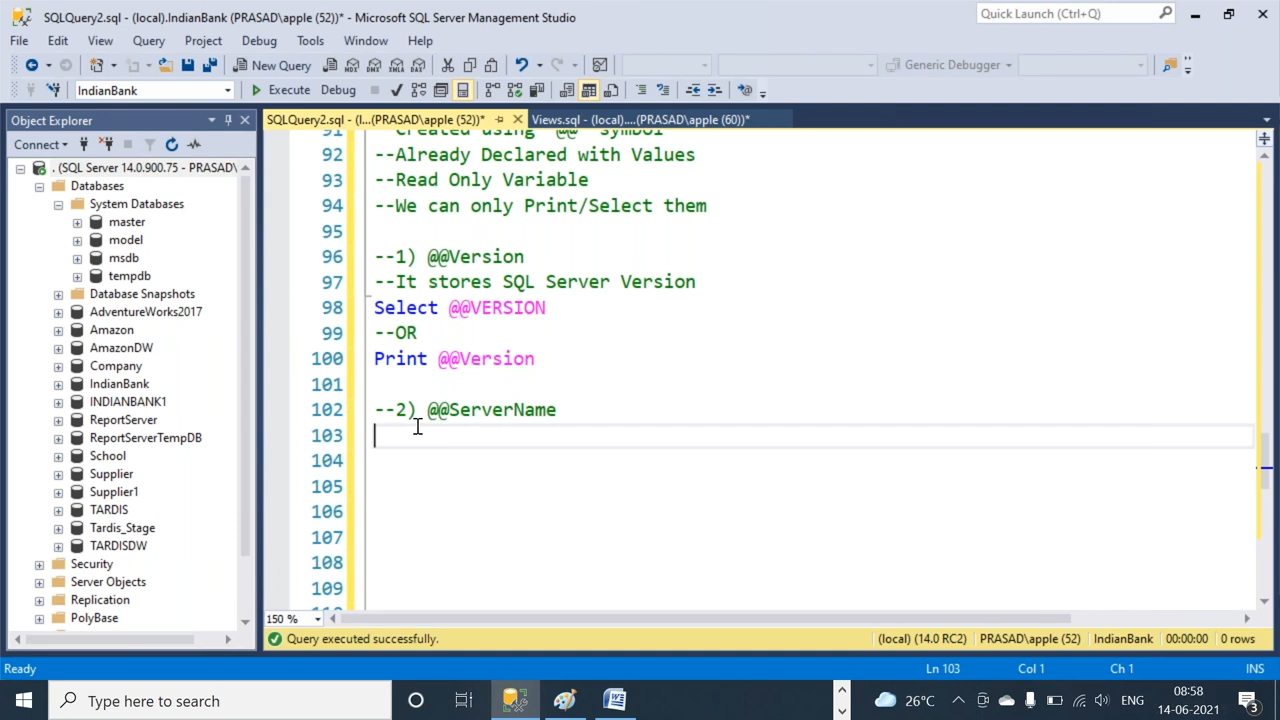 SQLQuery2.sql - (local).IndianBank (PRASAD\apple (52))* - Microsoft SQL Server Management Studio
Quick Launch (Ctrl+Q)
File Edit View Query Project Debug Tools Window Help
New Query
Generic Debugger
IndianBank
Execute Debug
Object Explorer
SQLQuery2.sql - (l...(PRASAD\apple (52))*
Views.sql - (local)....(PRASAD\apple (60))*
Connect
. (SQL Server 14.0.900.75 - PRASAD\
Databases
System Databases
master
model
msdb
tempdb
Database Snapshots
AdventureWorks2017
Amazon
AmazonDW
Company
IndianBank
INDIANBANK1
ReportServer
ReportServerTempDB
School
Supplier
Supplier1
TARDIS
Tardis_Stage
TARDISDW
Security
Server Objects
Replication
PolyBase
91 --Created using "@@" symbol
92 --Already Declared with Values
93 --Read Only Variable
94 --We can only Print/Select them
95
96 --1) @@Version
97 --It stores SQL Server Version
98 Select @@VERSION
99 --OR
100 Print @@Version
101
102 --2) @@ServerName
103
104
105
106
107
108
109
150 %
Query executed successfully.
(local) (14.0 RC2) PRASAD\apple (52) IndianBank 00:00:00 0 rows
Ready
Ln 103 Col 1 Ch 1 INS
Type here to search
26°C
ENG
08:58
14-06-2021
3